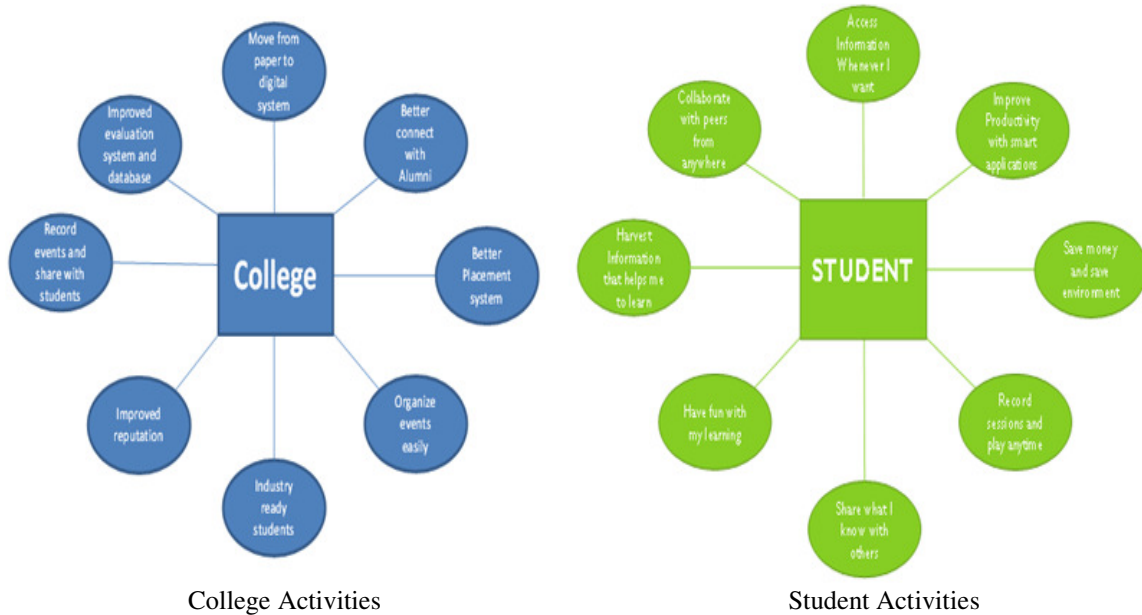 Move from
paper to
digital
system
Better
connect
with
Alumni
Better
Placement
system
Organize
events
easily
Industry
ready
students
Improved
reputation
Record
events and
share with
students
Improved
evaluation
system and
database
College
College Activities
Access
Information
Whenever I
want
Improve
Productivity
with smart
applications
Save money
and save
environment
Record
sessions and
play anytime
Share what I
know with
others
Have fun with
my learning
Harvest
Information
that helps me
to learn
Collaborate
with peers
from
anywhere
STUDENT
Student Activities